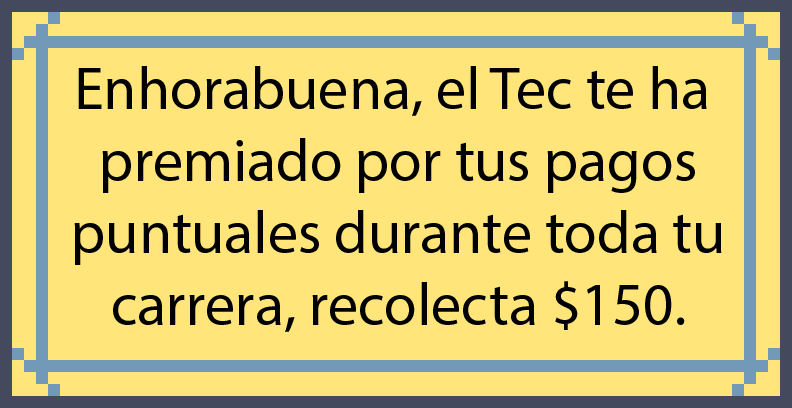 Enhorabuena, el Tec te ha
premiado por tus pagos
puntuales durante toda tu
carrera, recolecta $150.